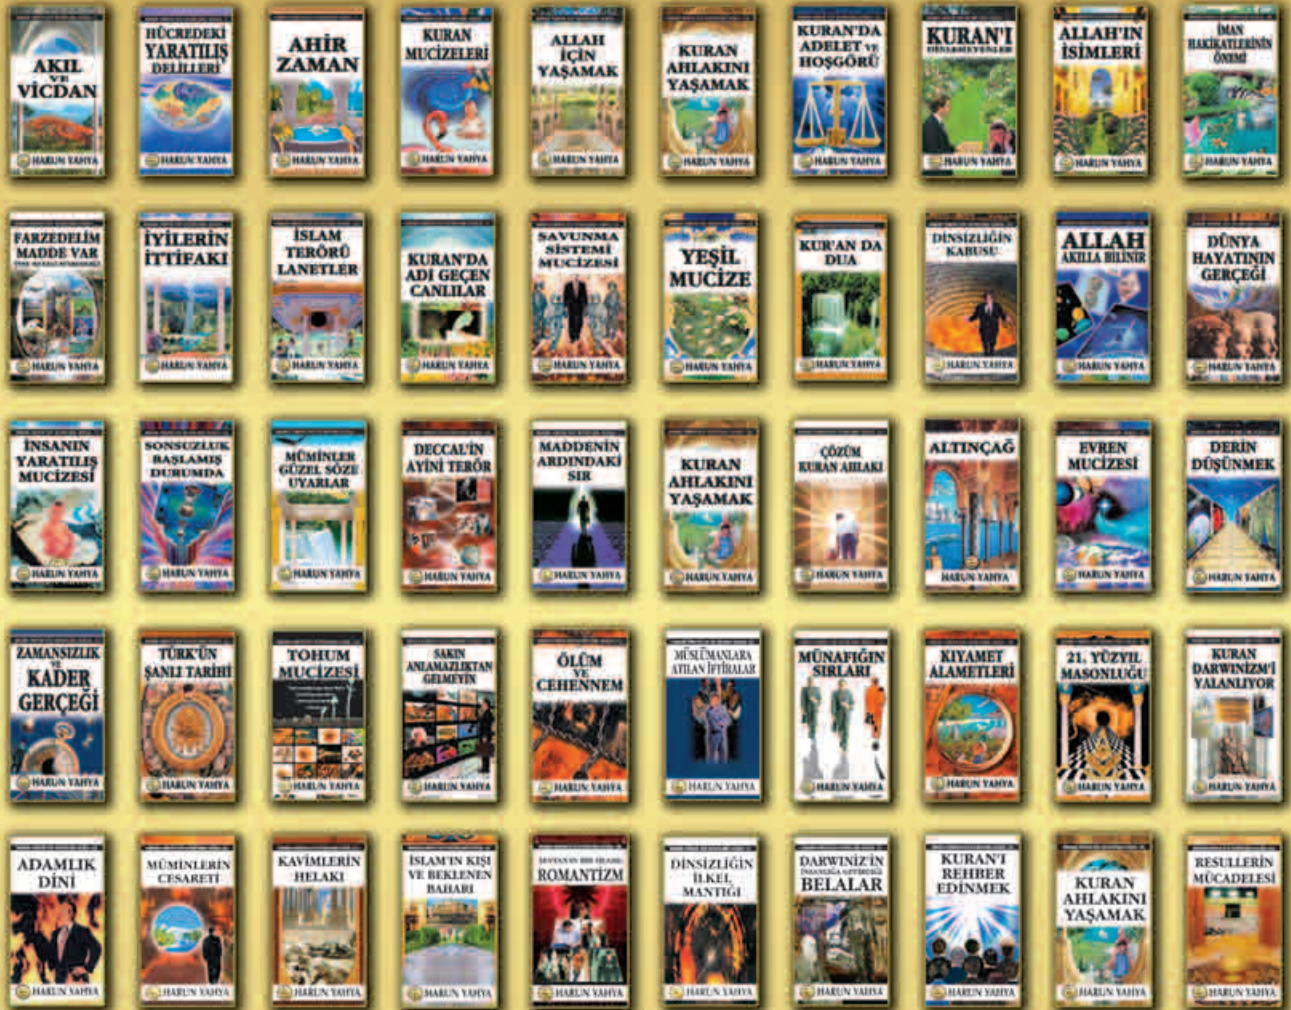 AKIL
VE
VİCDAN
HARUN YAHYA
HÜCREDEKİ
YARATILIŞ
DELİLLERİ
HARUN YAHYA
AHİR
ZAMAN
HARUN YAHYA
KURAN
MUCİZELERİ
HARUN YAHYA
ALLAH
İÇİN
YAŞAMAK
HARUN YAHYA
KURAN
AHLAKINI
YAŞAMAK
HARUN YAHYA
KURAN'DA
ADELET VE
HOŞGÖRÜ
HARUN YAHYA
KURAN'I
DİNLEMEYENLER
HARUN YAHYA
ALLAH'IN
İSİMLERİ
HARUN YAHYA
İMAN
HAKİKATLERİNİN
ÖNEMİ
HARUN YAHYA
FARZEDELİM
MADDE VAR
HARUN YAHYA
İYİLERİN
İTTİFAKI
HARUN YAHYA
İSLAM
TERÖRÜ
LANETLER
HARUN YAHYA
KURAN'DA
ADI GEÇEN
CANLILAR
HARUN YAHYA
SAVUNMA
SİSTEMİ
MUCİZESİ
HARUN YAHYA
YEŞİL
MUCİZE
HARUN YAHYA
KUR'AN DA
DUA
HARUN YAHYA
DİNSİZLİĞİN
KABUSU
HARUN YAHYA
ALLAH
AKILLA BİLİNİR
HARUN YAHYA
DÜNYA
HAYATININ
GERÇEĞİ
HARUN YAHYA
İNSANIN
YARATILIŞ
MUCİZESİ
HARUN YAHYA
SONSUZLUK
BAŞLAMIŞ
DURUMDA
HARUN YAHYA
MÜMİNLER
GÜZEL SÖZE
UYARLAR
HARUN YAHYA
DECCAL'İN
AYİNİ TERÖR
HARUN YAHYA
MADDENİN
ARDINDAKİ
SIR
HARUN YAHYA
KURAN
AHLAKINI
YAŞAMAK
HARUN YAHYA
ÇÖZÜM
KURAN AHLAKI
HARUN YAHYA
ALTINÇAĞ
HARUN YAHYA
EVREN
MUCİZESİ
HARUN YAHYA
DERİN
DÜŞÜNMEK
HARUN YAHYA
ZAMANSIZLIK
VE
KADER
GERÇEĞİ
HARUN YAHYA
TÜRK'ÜN
ŞANLI TARİHİ
HARUN YAHYA
TOHUM
MUCİZESİ
HARUN YAHYA
SAKIN
ANLAMAZLIKTAN
GELMEYİN
HARUN YAHYA
ÖLÜM
VE
CEHENNEM
HARUN YAHYA
MÜSLÜMANLARA
ATILAN İFTİRALAR
HARUN YAHYA
MÜNAFIĞIN
SIRLARI
HARUN YAHYA
KIYAMET
ALAMETLERİ
HARUN YAHYA
21. YÜZYIL
MASONLUĞU
HARUN YAHYA
KURAN
DARWINIZM'İ
YALANLIYOR
HARUN YAHYA
ADAMLIK
DİNİ
HARUN YAHYA
MÜMİNLERİN
CESARETİ
HARUN YAHYA
KAVİMLERİN
HELAKI
HARUN YAHYA
İSLAM'IN KIŞI
VE BEKLENEN
BAHARI
HARUN YAHYA
ROMANTİZM
HARUN YAHYA
DİNSİZLİĞİN
İLKEL
MANTIĞI
HARUN YAHYA
DARWINİZ'İN
İNSANLIĞA GETİRDİĞİ
BELALAR
HARUN YAHYA
KURAN'I
REHBER
EDİNMEK
HARUN YAHYA
KURAN
AHLAKINI
YAŞAMAK
HARUN YAHYA
RESULLERİN
MÜCADELESİ
HARUN YAHYA